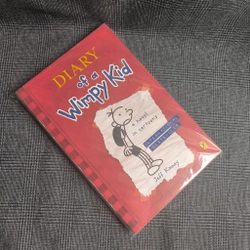 DIARY
of a
Wimpy Kid
a novel
in cartoons
Jeff Kinney